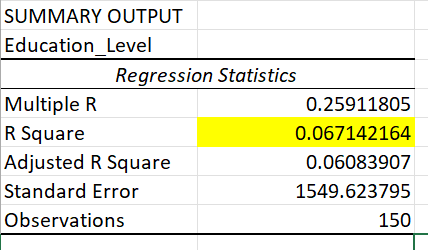 SUMMARY OUTPUT
Education_Level
Regression Statistics
Multiple R 0.25911805
R Square 0.067142164
Adjusted R Square 0.06083907
Standard Error 1549.623795
Observations 150